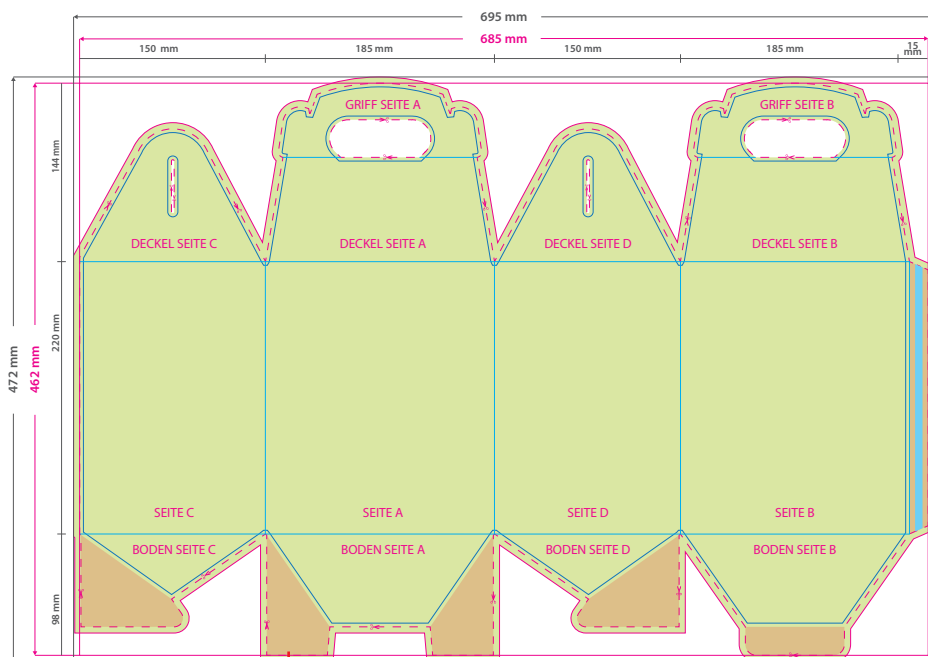 695 mm
685 mm
150 mm
185 mm
150 mm
185 mm
15
mm
GRIFF SEITE A
GRIFF SEITE B
144 mm
DECKEL SEITE C
DECKEL SEITE A
DECKEL SEITE D
DECKEL SEITE B
472 mm
462 mm
220 mm
SEITE C
SEITE A
SEITE D
SEITE B
BODEN SEITE C
BODEN SEITE A
BODEN SEITE D
BODEN SEITE B
98 mm